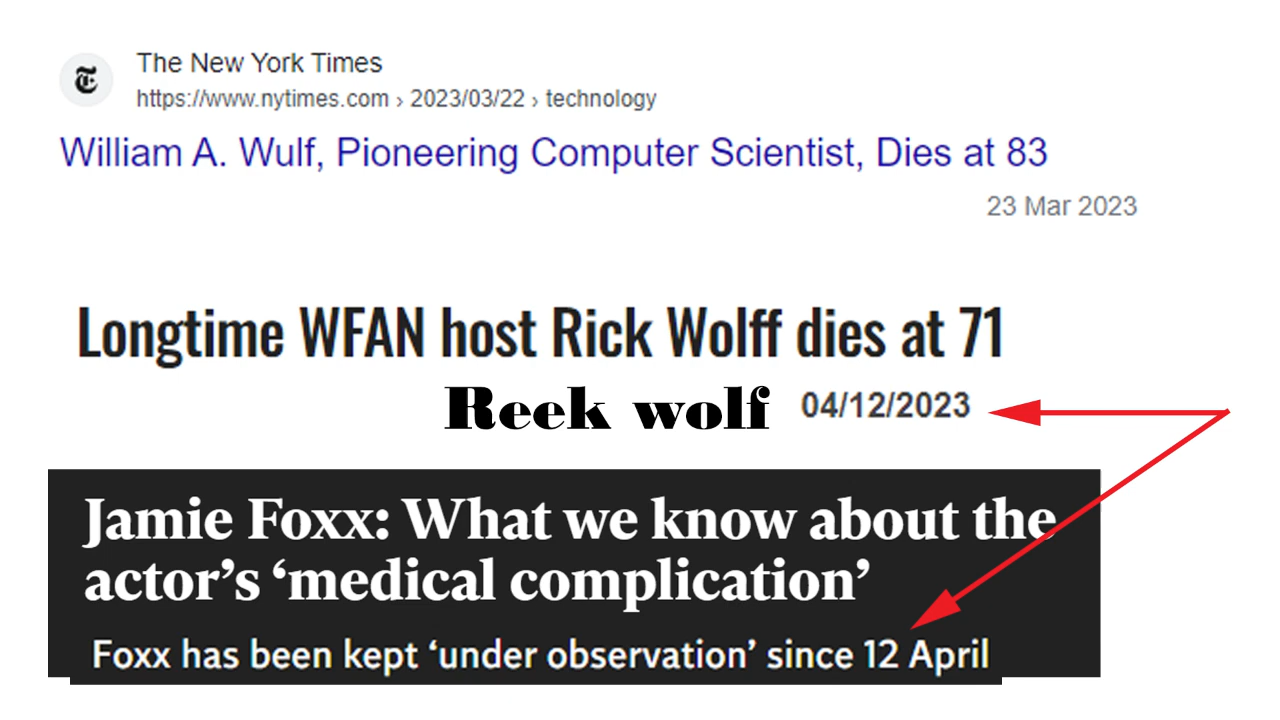 The New York Times
https://www.nytimes.com › 2023/03/22 › technology
William A. Wulf, Pioneering Computer Scientist, Dies at 83
23 Mar 2023
Longtime WFAN host Rick Wolff dies at 71
Reek wolf 04/12/2023
Jamie Foxx: What we know about the
actor’s ‘medical complication’
Foxx has been kept ‘under observation’ since 12 April